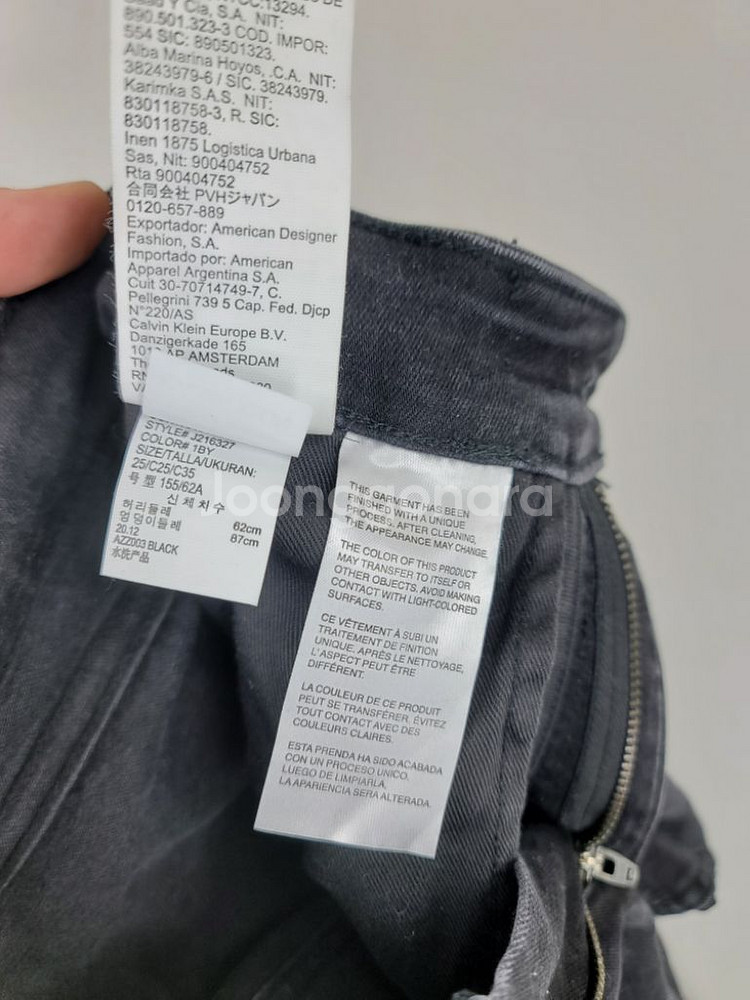 CC:13294.
y Cia, S.A. NIT:
890.501.323-3 COD. IMPOR:
554 SIC: 890501323.
Alba Marina Hoyos, .C.A. NIT:
38243979-6 / SIC. 38243979.
Karimka S.A.S. NIT:
830118758-3, R. SIC:
830118758.
Inen 1875 Logistica Urbana
Sas, Nit: 900404752
Rta 900404752
合同会社 PVHジャパン
0120-657-889
Exportador: American Designer
Fashion, S.A.
Importado por: American
Apparel Argentina S.A.
Cuit 30-70714749-7, C.
Pellegrini 739 5 Cap. Fed. Djcp
N°220/AS
Calvin Klein Europe B.V.
Danzigerkade 165
AP AMSTERDAM
STYLE# J216327
COLOR# 1BY
SIZE/TALLA/UKURAN:
25/C25/C35
号 型 155/62A
신 체 치 수
허리둘레 62cm
엉덩이둘레 87cm
20.12
AZZ003 BLACK
水洗产品
THIS GARMENT HAS BEEN
FINISHED WITH A UNIQUE
PROCESS. AFTER CLEANING,
THE APPEARANCE MAY CHANGE.
THE COLOR OF THIS PRODUCT
MAY TRANSFER TO ITSELF OR
OTHER OBJECTS. AVOID MAKING
CONTACT WITH LIGHT-COLORED
SURFACES.
CE VÊTEMENT À SUBI UN
TRAITEMENT DE FINITION
UNIQUE. APRÈS LE NETTOYAGE,
L'ASPECT PEUT ÊTRE
DIFFÉRENT.
LA COULEUR DE CE PRODUIT
PEUT SE TRANSFÉRER. ÉVITEZ
TOUT CONTACT AVEC DES
COULEURS CLAIRES.
ESTA PRENDA HA SIDO ACABADA
CON UN PROCESO UNICO.
LUEGO DE LIMPIARLA,
LA APARIENCIA SERA ALTERADA.
joonggonara